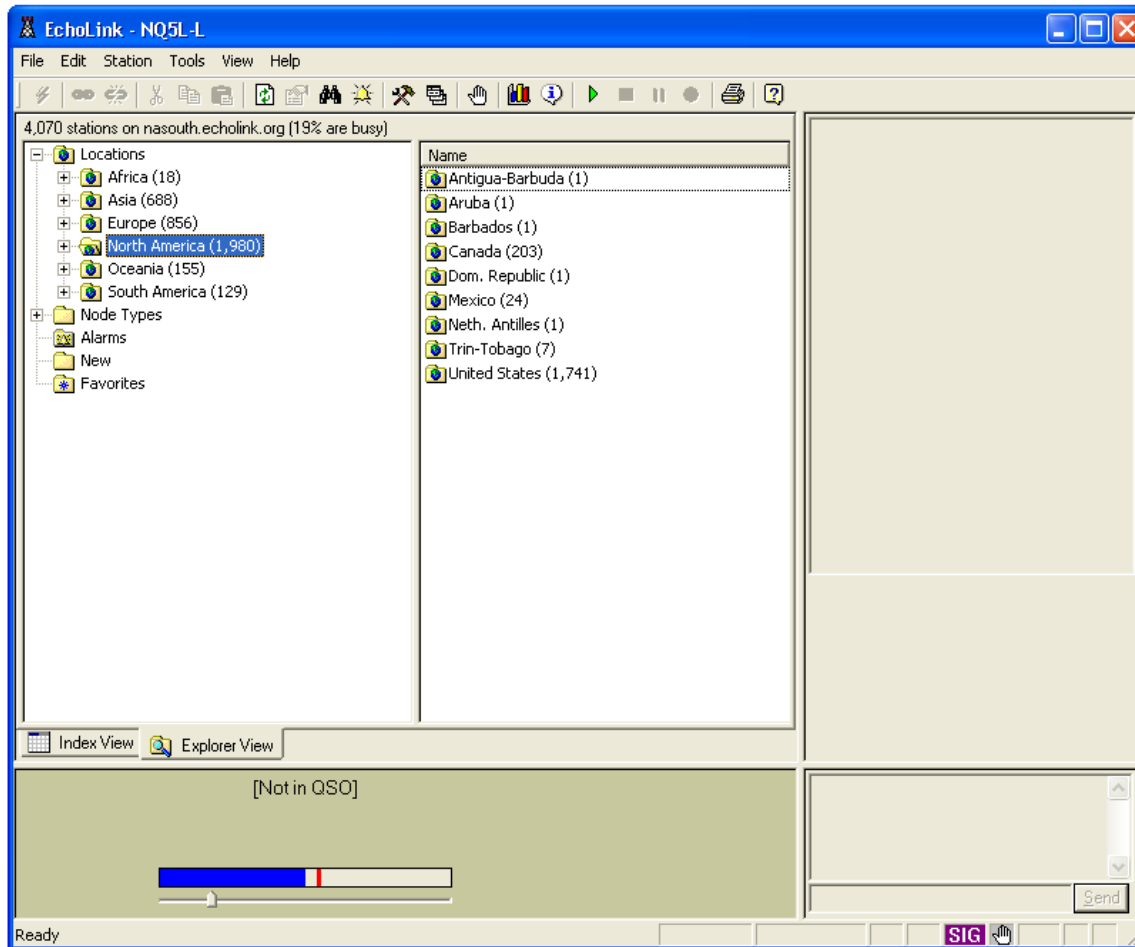 EchoLink - NQ5L-L
File Edit Station Tools View Help
4,070 stations on nasouth.echolink.org (19% are busy)
Locations
Africa (18)
Asia (688)
Europe (856)
North America (1,980)
Oceania (155)
South America (129)
Node Types
Alarms
New
Favorites
Name
Antigua-Barbuda (1)
Aruba (1)
Barbados (1)
Canada (203)
Dom. Republic (1)
Mexico (24)
Neth. Antilles (1)
Trin-Tobago (7)
United States (1,741)
Index View
Explorer View
[Not in QSO]
Send
Ready
SIG